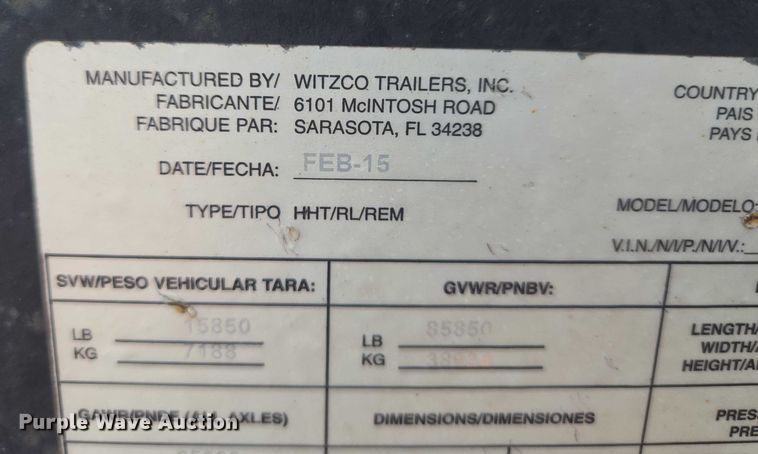 MANUFACTURED BY/ WITZCO TRAILERS, INC.
FABRICANTE/ 6101 McINTOSH ROAD
FABRIQUE PAR: SARASOTA, FL 34238
COUNTRY
PAIS
PAYS
DATE/FECHA: FEB-15
TYPE/TIPO HHT/RL/REM
MODEL/MODELO
V.I.N./N/I/P./N/I/V.:
SVW/PESO VEHICULAR TARA:
GVWR/PNBV:
LB 15850
KG 7188
LB 85850
KG
LENGTH/
WIDTH/
HEIGHT/
AXLES)
DIMENSIONS/DIMENSIONES
PRES
PRE
Purple Wave Auction